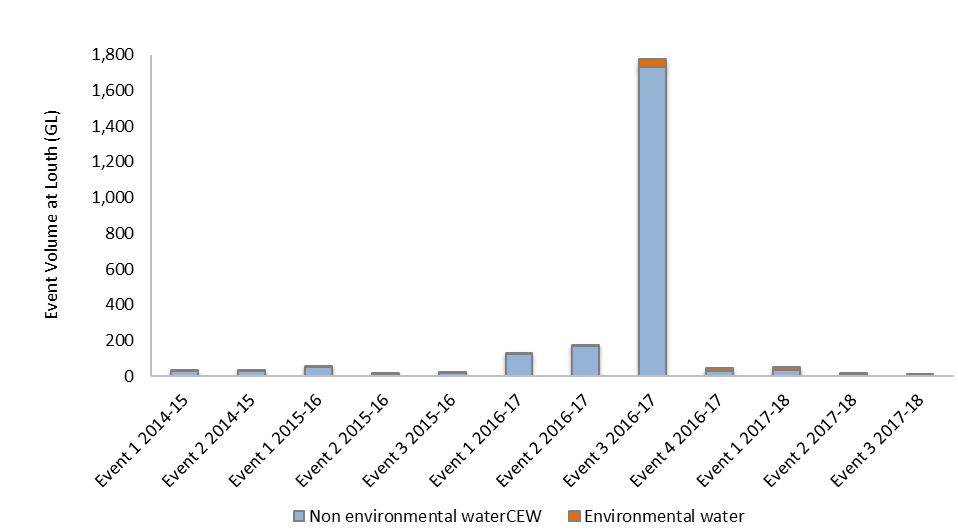 1,800
1,600
1,400
1,200
1,000
800
600
400
200
0
Event Volume at Louth (GL)
Event 1 2014-15
Event 2 2014-15
Event 1 2015-16
Event 2 2015-16
Event 3 2015-16
Event 1 2016-17
Event 2 2016-17
Event 3 2016-17
Event 4 2016-17
Event 1 2017-18
Event 2 2017-18
Event 3 2017-18
Non environmental waterCEW
Environmental water